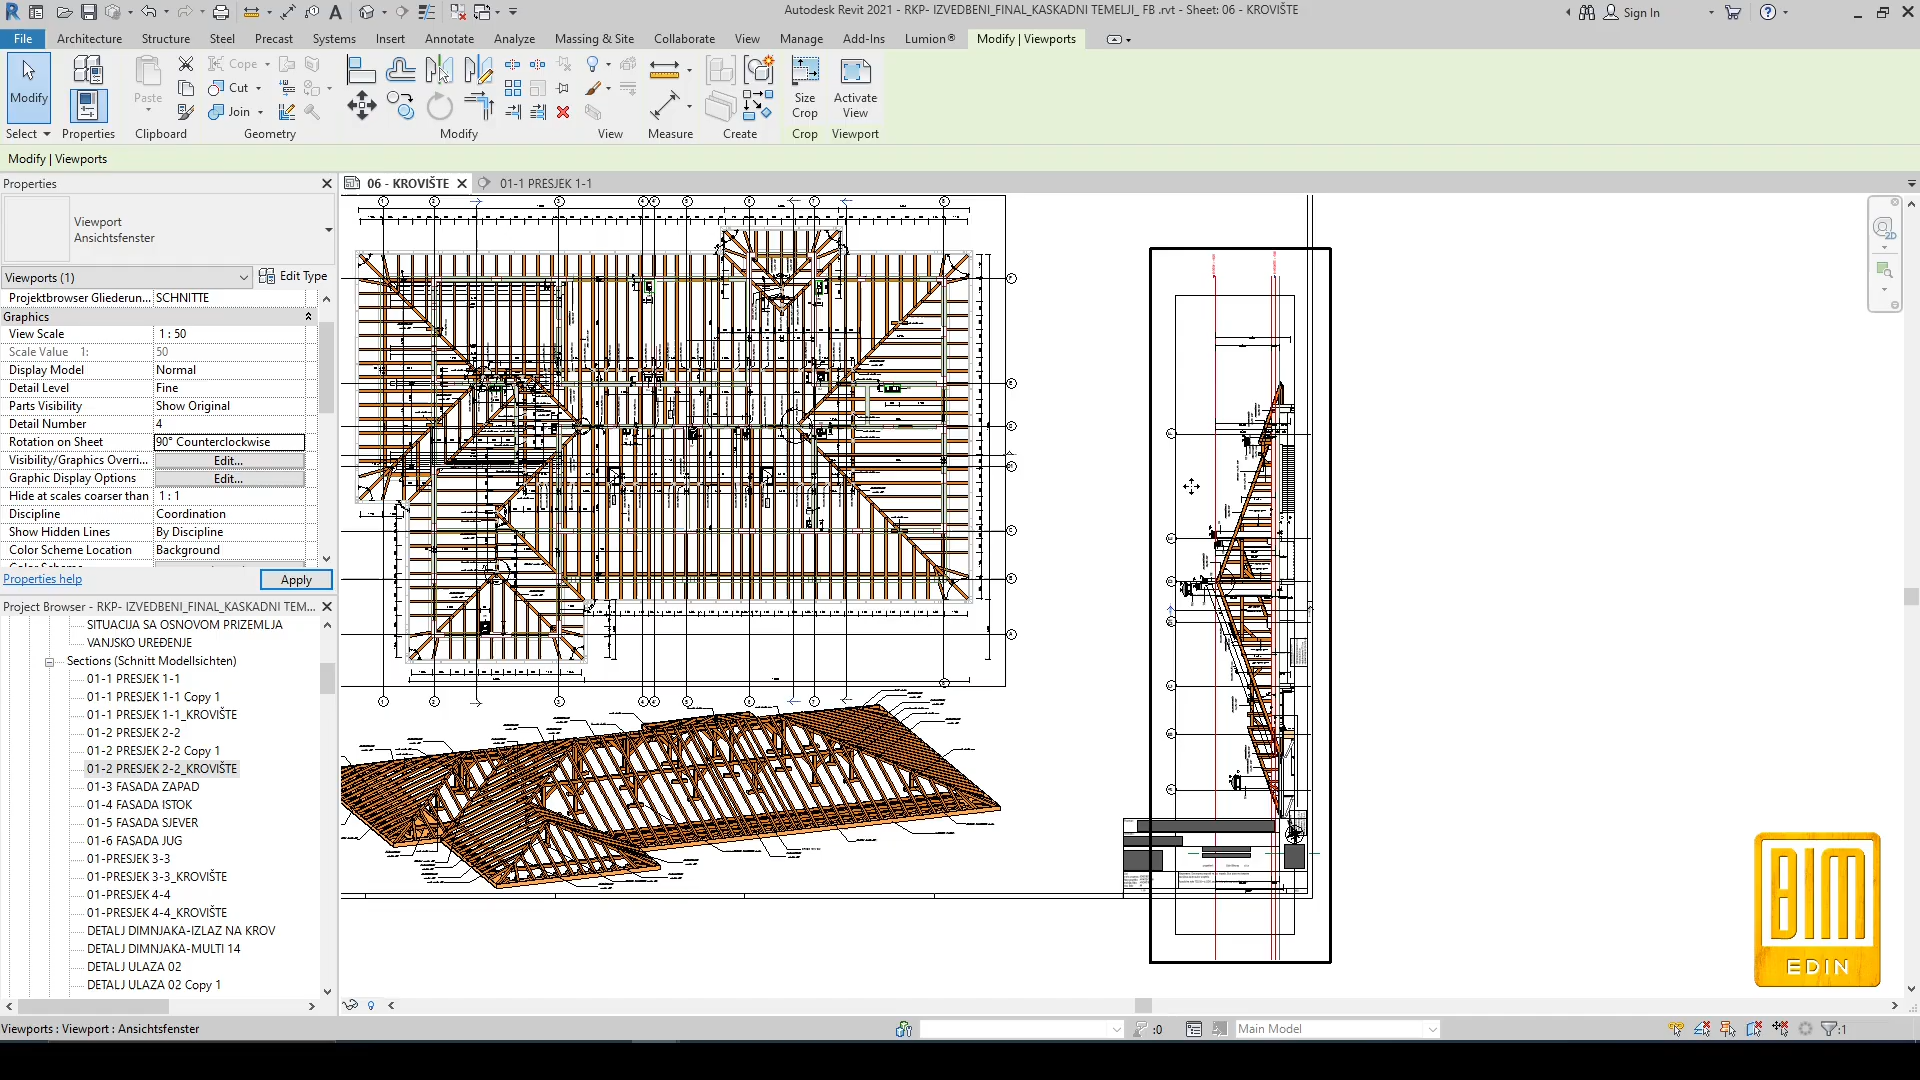 Autodesk Revit 2021 - RKP- IZVEDBENI_FINAL_KASKADNI TEMELJI_ FB .rvt - Sheet: 06 - KROVIŠTE
Sign In
File Architecture Structure Steel Precast Systems Insert Annotate Analyze Massing & Site Collaborate View Manage Add-Ins Lumion® Modify | Viewports
Modify
Paste
Cope
Cut
Join
Size Crop
Activate View
Select Properties Clipboard Geometry Modify View Measure Create Crop Viewport
Modify | Viewports
Properties
06 - KROVIŠTE
01-1 PRESJEK 1-1
Viewport
Ansichtsfenster
Viewports (1)
Edit Type
Projektbrowser Gliederun... SCHNITTE
Graphics
View Scale 1 : 50
Scale Value 1: 50
Display Model Normal
Detail Level Fine
Parts Visibility Show Original
Detail Number 4
Rotation on Sheet 90° Counterclockwise
Visibility/Graphics Overri... Edit...
Graphic Display Options Edit...
Hide at scales coarser than 1 : 1
Discipline Coordination
Show Hidden Lines By Discipline
Color Scheme Location Background
Properties help
Apply
Project Browser - RKP- IZVEDBENI_FINAL_KASKADNI TEM...
SITUACIJA SA OSNOVOM PRIZEMLJA
VANJSKO UREĐENJE
Sections (Schnitt Modellsichten)
01-1 PRESJEK 1-1
01-1 PRESJEK 1-1 Copy 1
01-1 PRESJEK 1-1_KROVIŠTE
01-2 PRESJEK 2-2
01-2 PRESJEK 2-2 Copy 1
01-2 PRESJEK 2-2_KROVIŠTE
01-3 FASADA ZAPAD
01-4 FASADA ISTOK
01-5 FASADA SJEVER
01-6 FASADA JUG
01-PRESJEK 3-3
01-PRESJEK 3-3_KROVIŠTE
01-PRESJEK 4-4
01-PRESJEK 4-4_KROVIŠTE
DETALJ DIMNJAKA-IZLAZ NA KROV
DETALJ DIMNJAKA-MULTI 14
DETALJ ULAZA 02
DETALJ ULAZA 02 Copy 1
BIM
EDIN
Viewports : Viewport : Ansichtsfenster
:0
Main Model
:1